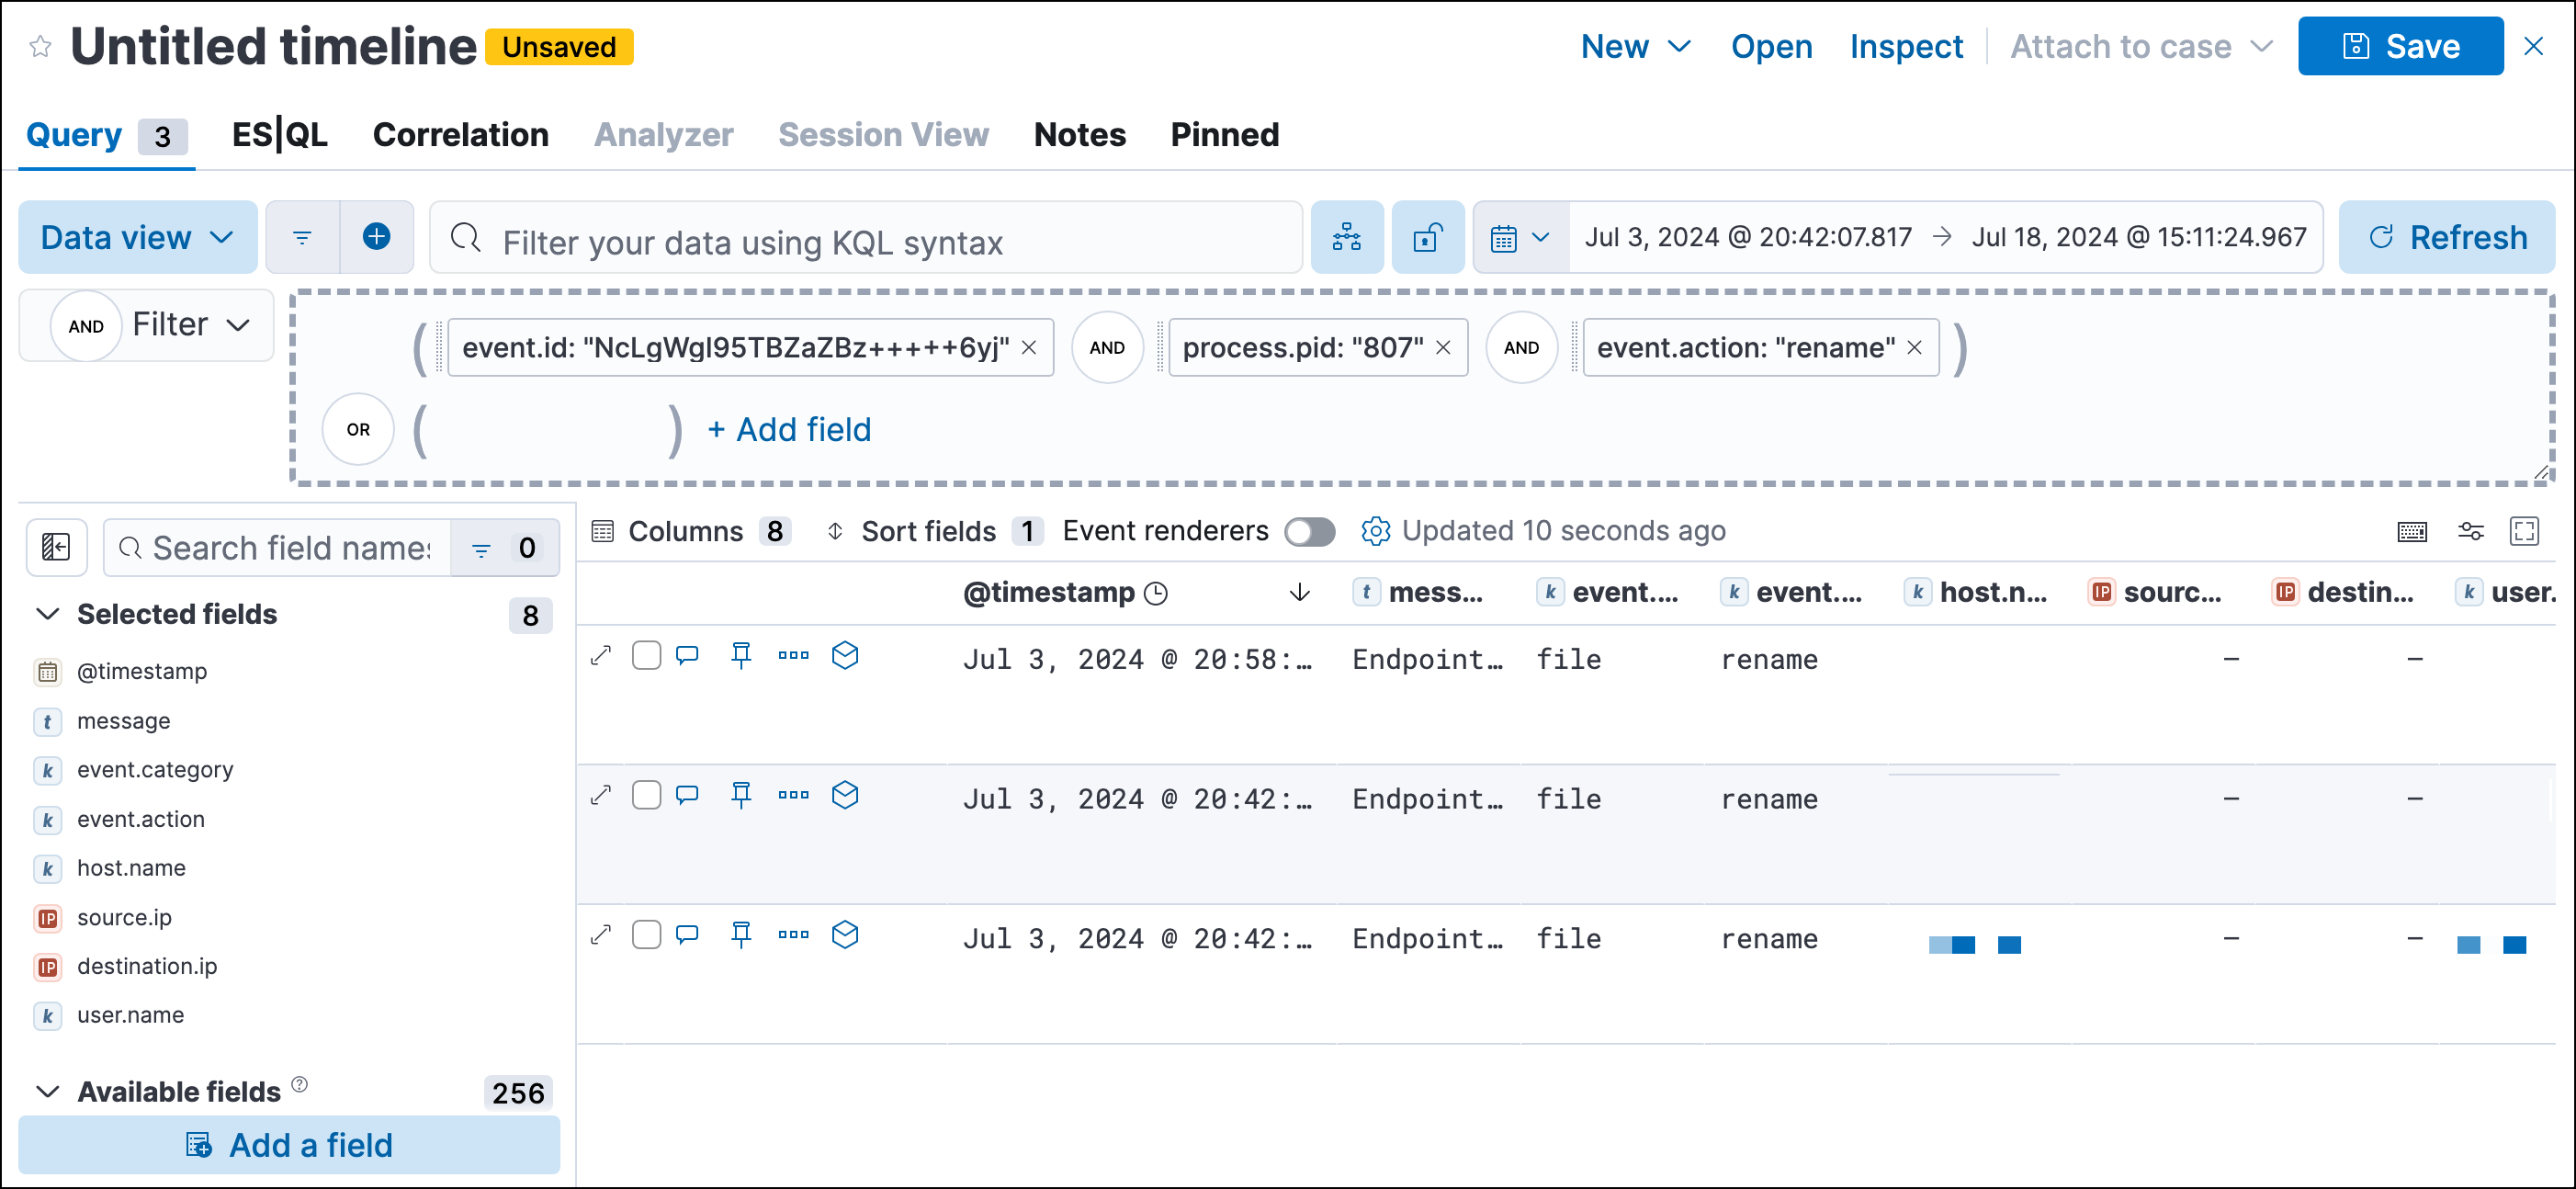 Untitled timeline Unsaved New Open Inspect Attach to case Save
Query 3 ES|QL Correlation Analyzer Session View Notes Pinned
Data view Filter your data using KQL syntax Jul 3, 2024 @ 20:42:07.817 → Jul 18, 2024 @ 15:11:24.967 Refresh
AND Filter ( event.id: "NcLgWgI95TBZaZBz+++++6yj" × AND process.pid: "807" × AND event.action: "rename" × )
OR ( ) + Add field
Search field names 0
Columns 8 Sort fields 1 Event renderers Updated 10 seconds ago
Selected fields 8
@timestamp
t message
k event.category
k event.action
k host.name
IP source.ip
IP destination.ip
k user.name
Available fields 256
Add a field
@timestamp t mess... k event.... k event.... k host.n... IP sourc... IP destin... k user.
Jul 3, 2024 @ 20:58:... Endpoint... file rename — —
Jul 3, 2024 @ 20:42:... Endpoint... file rename — —
Jul 3, 2024 @ 20:42:... Endpoint... file rename — —